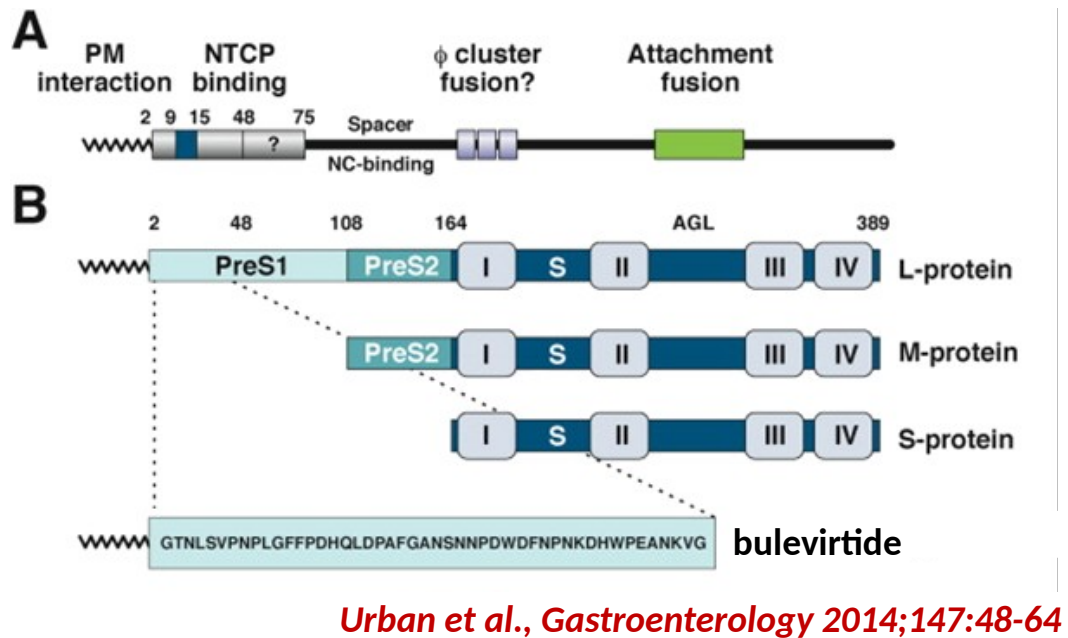 A
PM interaction
NTCP binding
ϕ cluster fusion?
Attachment fusion
2 9 15 48 75
?
Spacer
NC-binding
B
2 48 108 164 AGL 389
PreS1 PreS2 I S II III IV L-protein
PreS2 I S II III IV M-protein
I S II III IV S-protein
GTNLSVPNPLGFFPDHQLDPAFGANSNNPDWDFNPNKDHWPEANKVG bulevirtide
Urban et al., Gastroenterology 2014;147:48-64